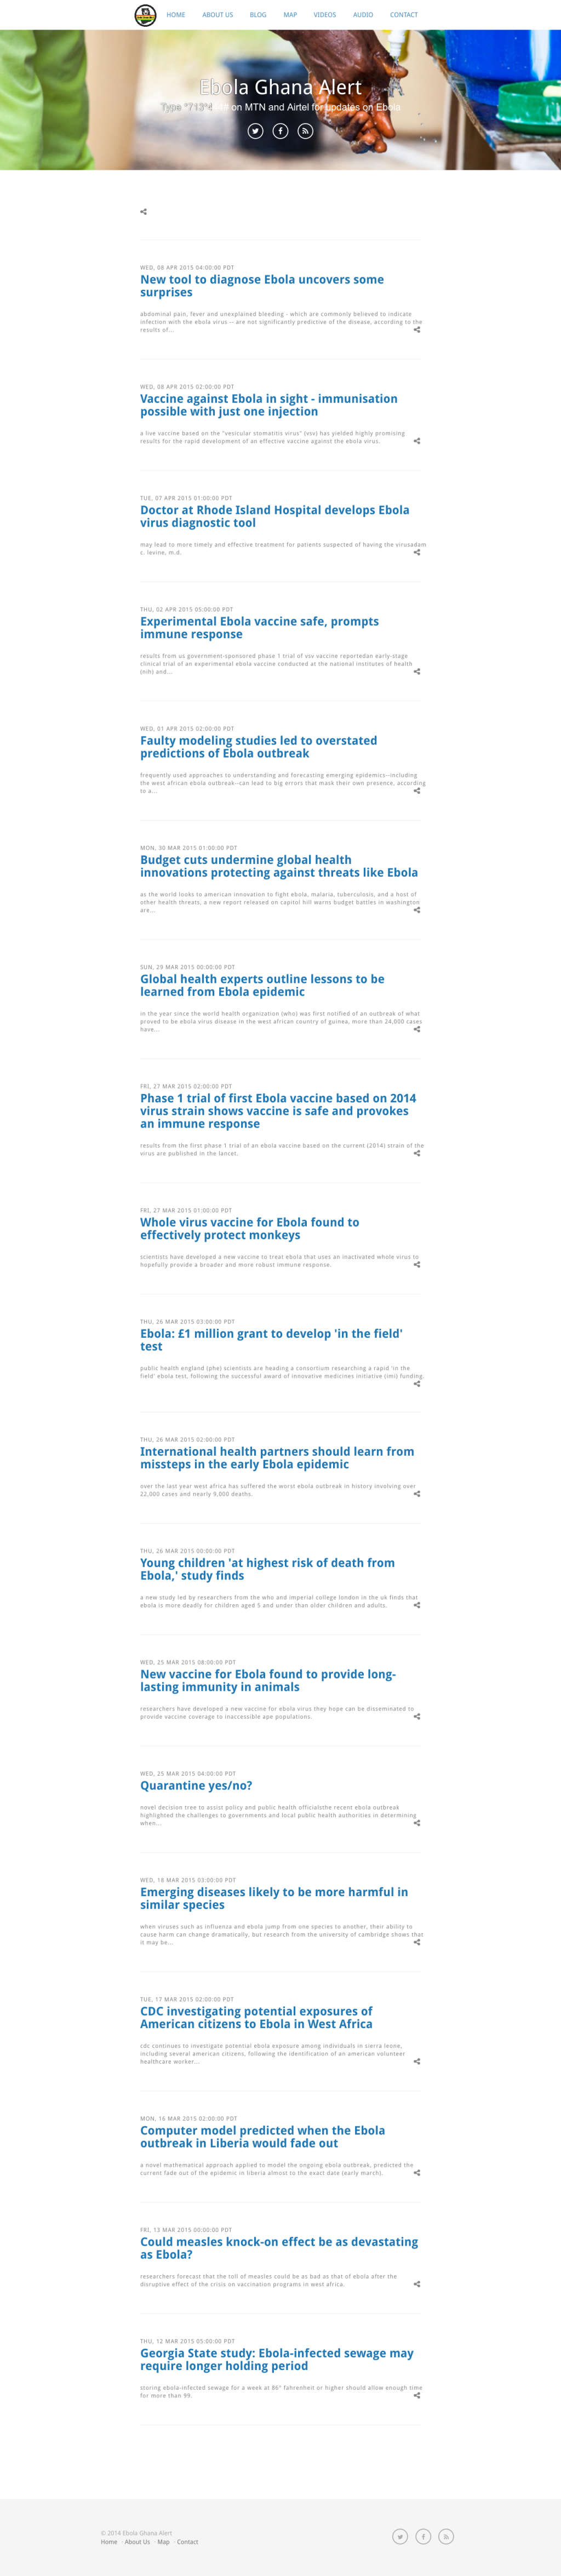 HOME ABOUT US BLOG MAP VIDEOS AUDIO CONTACT
Ebola Ghana Alert
on MTN and Airtel for updates on Ebola
WED, 08 APR 2015 04:00:00 PDT
New tool to diagnose Ebola uncovers some
surprises
abdominal pain, fever and unexplained bleeding - which are commonly believed to indicate
infection with the ebola virus -- are not significantly predictive of the disease, according to the
results of...
WED, 08 APR 2015 02:00:00 PDT
Vaccine against Ebola in sight - immunisation
possible with just one injection
a live vaccine based on the "vesicular stomatitis virus" (vsv) has yielded highly promising
results for the rapid development of an effective vaccine against the ebola virus.
TUE, 07 APR 2015 01:00:00 PDT
Doctor at Rhode Island Hospital develops Ebola
virus diagnostic tool
may lead to more timely and effective treatment for patients suspected of having the virusadam
c. levine, m.d.
THU, 02 APR 2015 05:00:00 PDT
Experimental Ebola vaccine safe, prompts
immune response
results from us government-sponsored phase 1 trial of vsv vaccine reportedan early-stage
clinical trial of an experimental ebola vaccine conducted at the national institutes of health
(nih) and...
WED, 01 APR 2015 02:00:00 PDT
Faulty modeling studies led to overstated
predictions of Ebola outbreak
frequently used approaches to understanding and forecasting emerging epidemics--including
the west african ebola outbreak--can lead to big errors that mask their own presence, according
to a...
MON, 30 MAR 2015 01:00:00 PDT
Budget cuts undermine global health
innovations protecting against threats like Ebola
as the world looks to american innovation to fight ebola, malaria, tuberculosis, and a host of
other health threats, a new report released on capitol hill warns budget battles in washington
are...
SUN, 29 MAR 2015 00:00:00 PDT
Global health experts outline lessons to be
learned from Ebola epidemic
in the year since the world health organization (who) was first notified of an outbreak of what
proved to be ebola virus disease in the west african country of guinea, more than 24,000 cases
have...
FRI, 27 MAR 2015 02:00:00 PDT
Phase 1 trial of first Ebola vaccine based on 2014
virus strain shows vaccine is safe and provokes
an immune response
results from the first phase 1 trial of an ebola vaccine based on the current (2014) strain of the
virus are published in the lancet.
FRI, 27 MAR 2015 01:00:00 PDT
Whole virus vaccine for Ebola found to
effectively protect monkeys
scientists have developed a new vaccine to treat ebola that uses an inactivated whole virus to
hopefully provide a broader and more robust immune response.
THU, 26 MAR 2015 03:00:00 PDT
Ebola: £1 million grant to develop 'in the field'
test
public health england (phe) scientists are heading a consortium researching a rapid 'in the
field' ebola test, following the successful award of innovative medicines initiative (imi) funding.
THU, 26 MAR 2015 02:00:00 PDT
International health partners should learn from
missteps in the early Ebola epidemic
over the last year west africa has suffered the worst ebola outbreak in history involving over
22,000 cases and nearly 9,000 deaths.
THU, 26 MAR 2015 00:00:00 PDT
Young children 'at highest risk of death from
Ebola,' study finds
a new study led by researchers from the who and imperial college london in the uk finds that
ebola is more deadly for children aged 5 and under than older children and adults.
WED, 25 MAR 2015 08:00:00 PDT
New vaccine for Ebola found to provide long-
lasting immunity in animals
researchers have developed a new vaccine for ebola virus they hope can be disseminated to
provide vaccine coverage to inaccessible ape populations.
WED, 25 MAR 2015 04:00:00 PDT
Quarantine yes/no?
novel decision tree to assist policy and public health officialsthe recent ebola outbreak
highlighted the challenges to governments and local public health authorities in determining
when...
WED, 18 MAR 2015 03:00:00 PDT
Emerging diseases likely to be more harmful in
similar species
when viruses such as influenza and ebola jump from one species to another, their ability to
cause harm can change dramatically, but research from the university of cambridge shows that
it may be...
TUE, 17 MAR 2015 02:00:00 PDT
CDC investigating potential exposures of
American citizens to Ebola in West Africa
cdc continues to investigate potential ebola exposure among individuals in sierra leone,
including several american citizens, following the identification of an american volunteer
healthcare worker...
MON, 16 MAR 2015 02:00:00 PDT
Computer model predicted when the Ebola
outbreak in Liberia would fade out
a novel mathematical approach applied to model the ongoing ebola outbreak, predicted the
current fade out of the epidemic in liberia almost to the exact date (early march).
FRI, 13 MAR 2015 00:00:00 PDT
Could measles knock-on effect be as devastating
as Ebola?
researchers forecast that the toll of measles could be as bad as that of ebola after the
disruptive effect of the crisis on vaccination programs in west africa.
THU, 12 MAR 2015 05:00:00 PDT
Georgia State study: Ebola-infected sewage may
require longer holding period
storing ebola-infected sewage for a week at 86° fahrenheit or higher should allow enough time
for more than 99.
© 2014 Ebola Ghana Alert
Home · About Us · Map · Contact